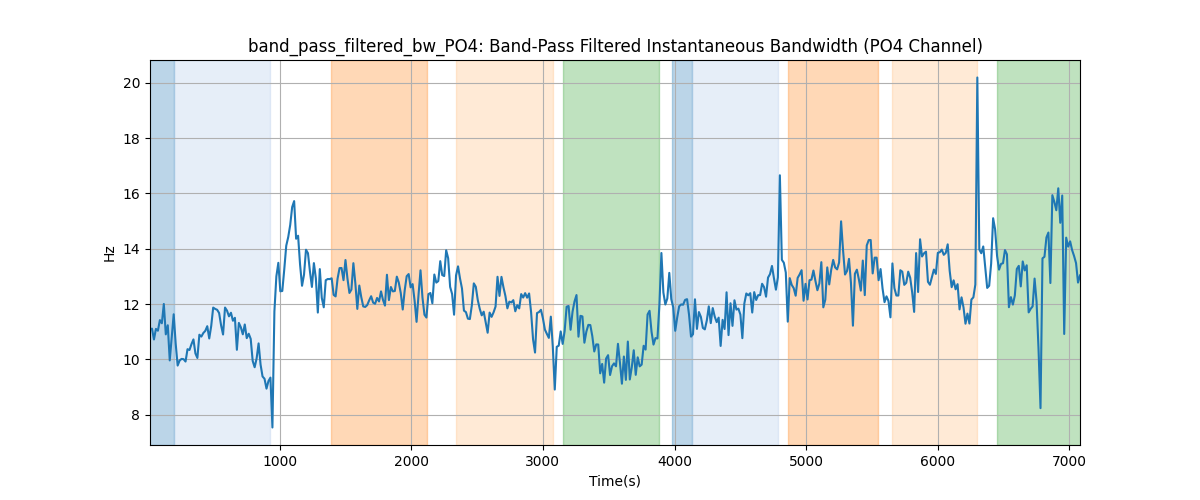 band_pass_filtered_bw_PO4: Band-Pass Filtered Instantaneous Bandwidth (PO4 Channel)
20
18
16
14
12
10
8
Hz
1000 2000 3000 4000 5000 6000 7000
Time(s)